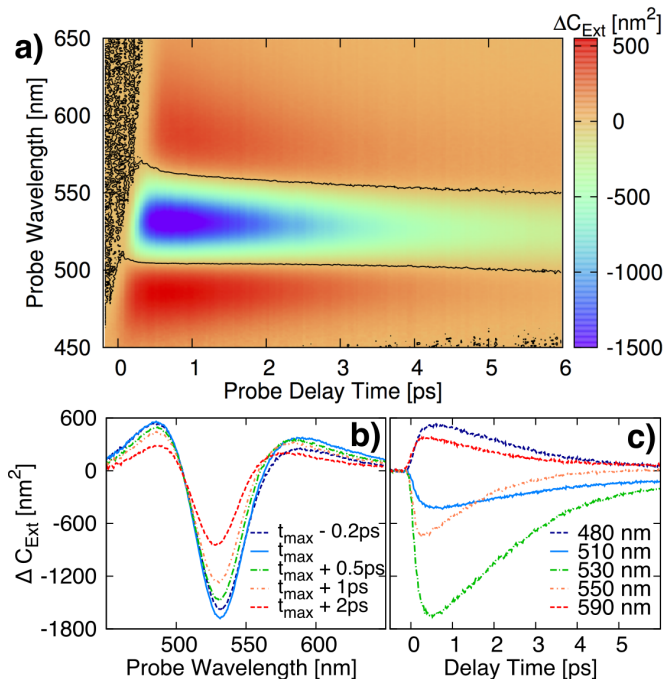 a)
ΔC_Ext [nm²]
Probe Wavelength [nm]
650
600
550
500
450
0 1 2 3 4 5 6
Probe Delay Time [ps]
500
0
-500
-1000
-1500
b)
Δ C_Ext [nm²]
600
0
-600
-1200
-1800
t_max - 0.2ps
t_max
t_max + 0.5ps
t_max + 1ps
t_max + 2ps
500 550 600
Probe Wavelength [nm]
c)
480 nm
510 nm
530 nm
550 nm
590 nm
0 1 2 3 4 5
Delay Time [ps]